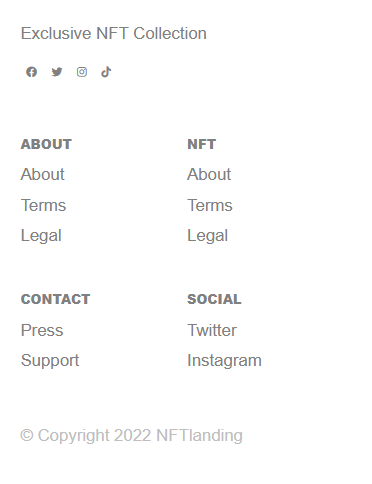 Exclusive NFT Collection
ABOUT
About
Terms
Legal
NFT
About
Terms
Legal
CONTACT
Press
Support
SOCIAL
Twitter
Instagram
© Copyright 2022 NFTlanding